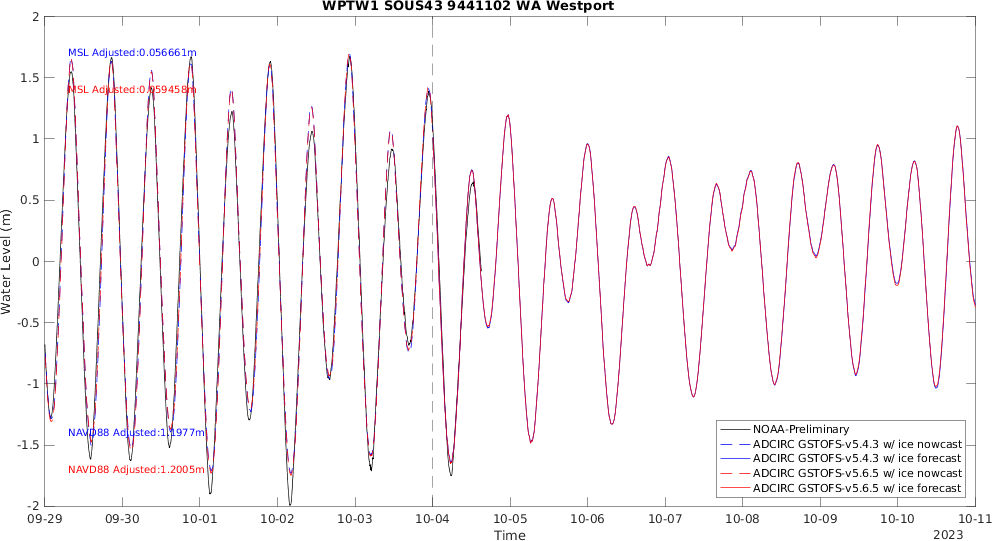 WPTW1 SOUS43 9441102 WA Westport
2
1.5
1
0.5
0
-0.5
-1
-1.5
-2
Water Level (m)
MSL Adjusted:0.056661m
MSL Adjusted:0.059458m
NAVD88 Adjusted:1.1977m
NAVD88 Adjusted:1.2005m
NOAA-Preliminary
ADCIRC GSTOFS-v5.4.3 w/ ice nowcast
ADCIRC GSTOFS-v5.4.3 w/ ice forecast
ADCIRC GSTOFS-v5.6.5 w/ ice nowcast
ADCIRC GSTOFS-v5.6.5 w/ ice forecast
09-29 09-30 10-01 10-02 10-03 10-04 10-05 10-06 10-07 10-08 10-09 10-10 10-11
Time
2023